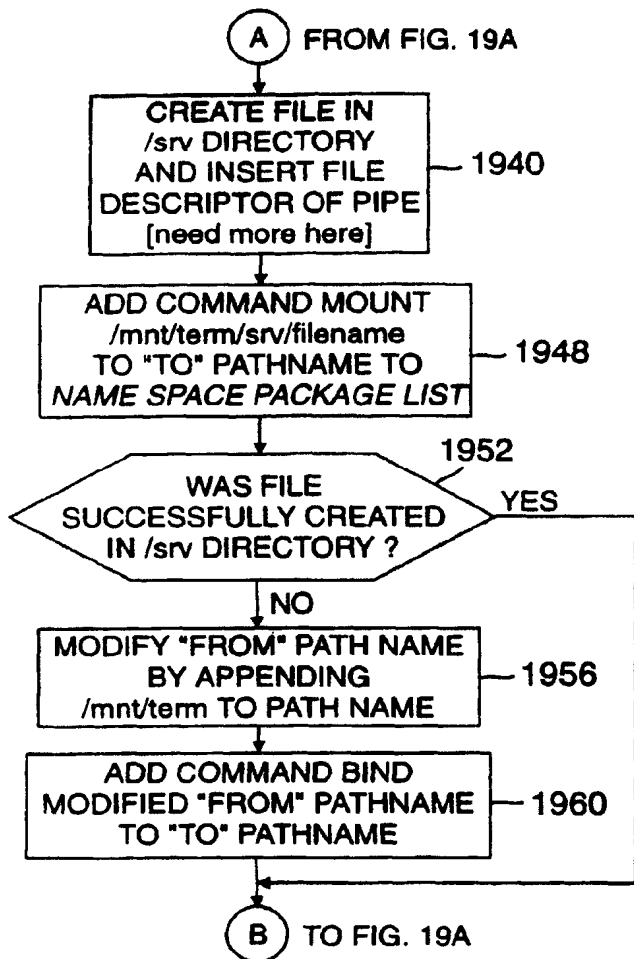 A FROM FIG. 19A
CREATE FILE IN
/srv DIRECTORY
AND INSERT FILE
DESCRIPTOR OF PIPE
[need more here]
1940
ADD COMMAND MOUNT
/mnt/term/srv/filename
TO "TO" PATHNAME TO
NAME SPACE PACKAGE LIST
1948
1952
WAS FILE
SUCCESSFULLY CREATED
IN /srv DIRECTORY ?
YES
NO
MODIFY "FROM" PATH NAME
BY APPENDING
/mnt/term TO PATH NAME
1956
ADD COMMAND BIND
MODIFIED "FROM" PATHNAME
TO "TO" PATHNAME
1960
B TO FIG. 19A